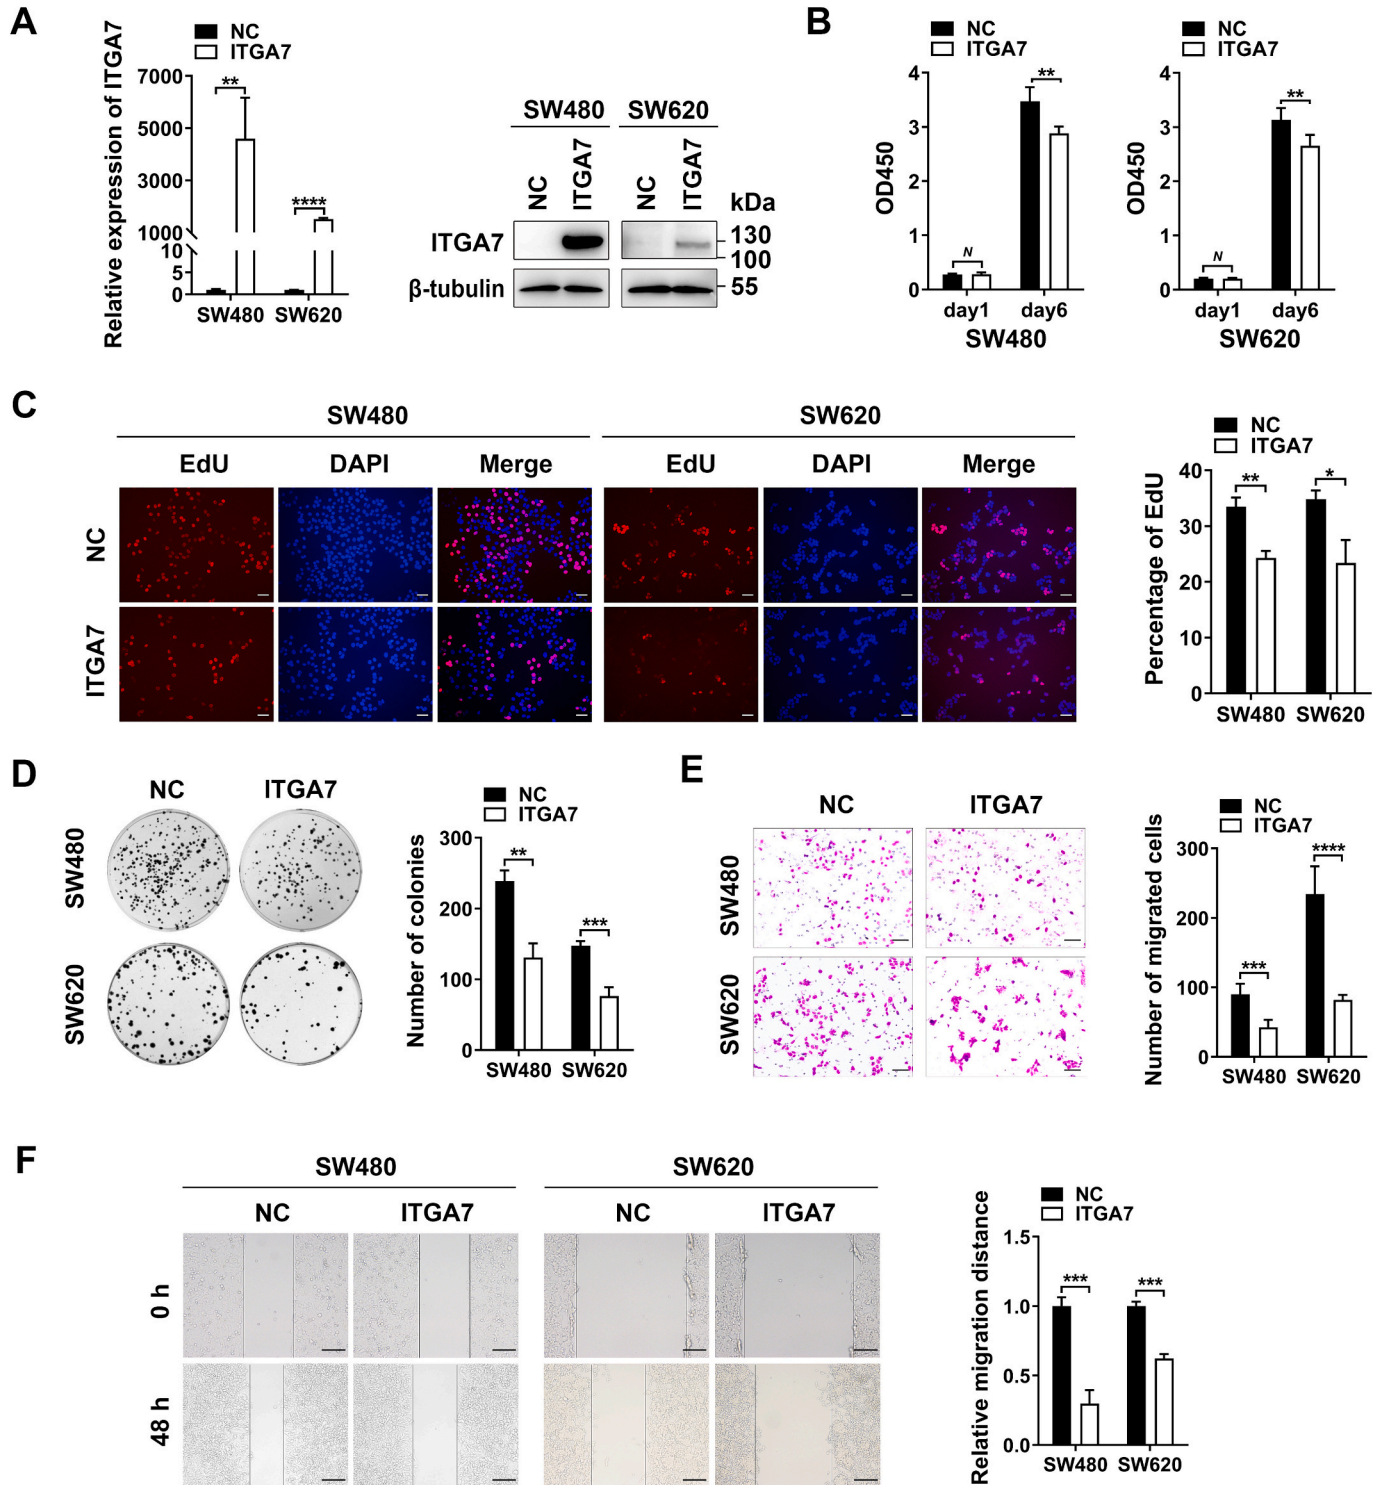 A
NC
ITGA7
Relative expression of ITGA7
7000
5000
3000
1000
10
5
0
**
****
SW480 SW620
SW480 SW620
NC ITGA7 NC ITGA7
kDa
ITGA7
130
100
β-tubulin
55
B
NC
ITGA7
OD450
4
3
2
1
0
N
**
day1 day6
SW480
NC
ITGA7
OD450
4
3
2
1
0
N
**
day1 day6
SW620
C
SW480 SW620
EdU DAPI Merge EdU DAPI Merge
NC
ITGA7
NC
ITGA7
Percentage of EdU
40
30
20
10
0
** *
SW480 SW620
D
NC ITGA7
SW480
SW620
NC
ITGA7
Number of colonies
300
200
100
0
**
***
SW480 SW620
E
NC ITGA7
SW480
SW620
NC
ITGA7
Number of migrated cells
300
200
100
0
***
****
SW480 SW620
F
SW480 SW620
NC ITGA7 NC ITGA7
0 h
48 h
NC
ITGA7
Relative migration distance
1.5
1.0
0.5
0.0
*** ***
SW480 SW620